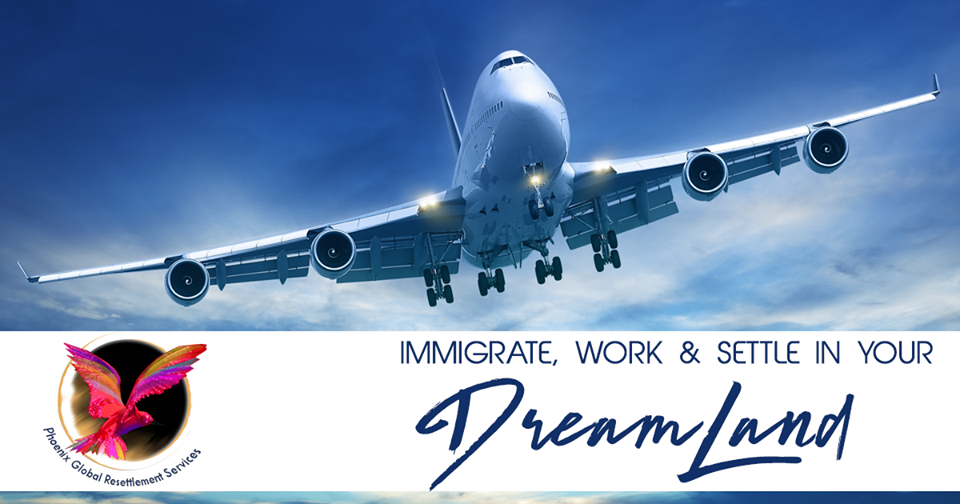 IMMIGRATE, WORK & SETTLE IN YOUR
DreamLand
Phoenix Global Resettlement Services